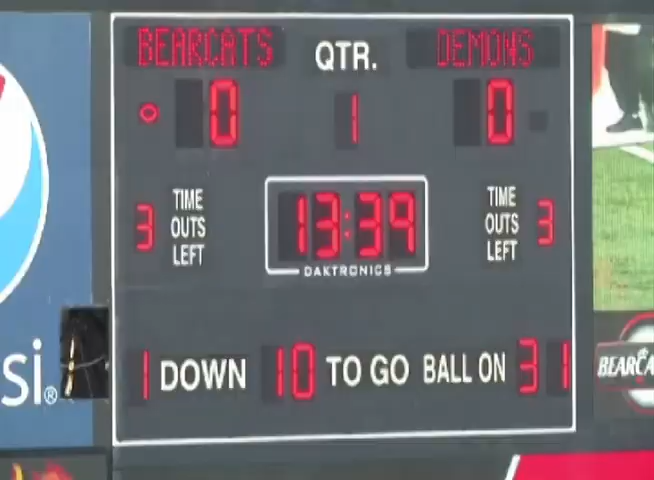 BEARCATS QTR. DEMONS
0 1 0
3 TIME OUTS LEFT 13:39 TIME OUTS LEFT 3
DAKTRONICS
1 DOWN 10 TO GO BALL ON 31
si®
BEARCA